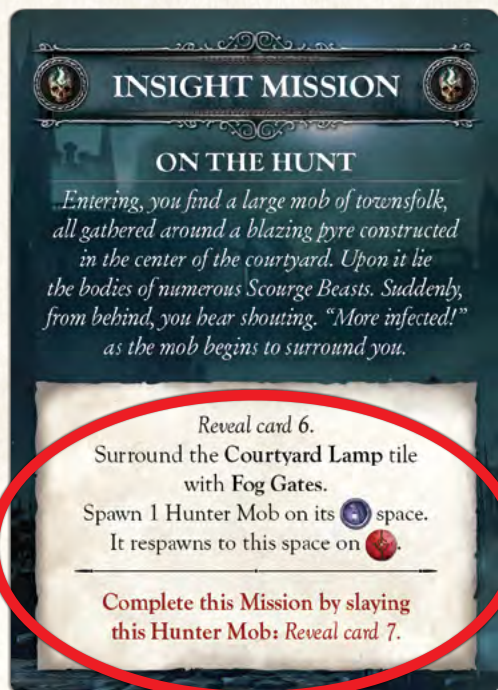 INSIGHT MISSION
ON THE HUNT
Entering, you find a large mob of townsfolk,
all gathered around a blazing pyre constructed
in the center of the courtyard. Upon it lie
the bodies of numerous Scourge Beasts. Suddenly,
from behind, you hear shouting. “More infected!”
as the mob begins to surround you.
Reveal card 6.
Surround the Courtyard Lamp tile
with Fog Gates.
Spawn 1 Hunter Mob on its space.
It respawns to this space on .
Complete this Mission by slaying
this Hunter Mob: Reveal card 7.